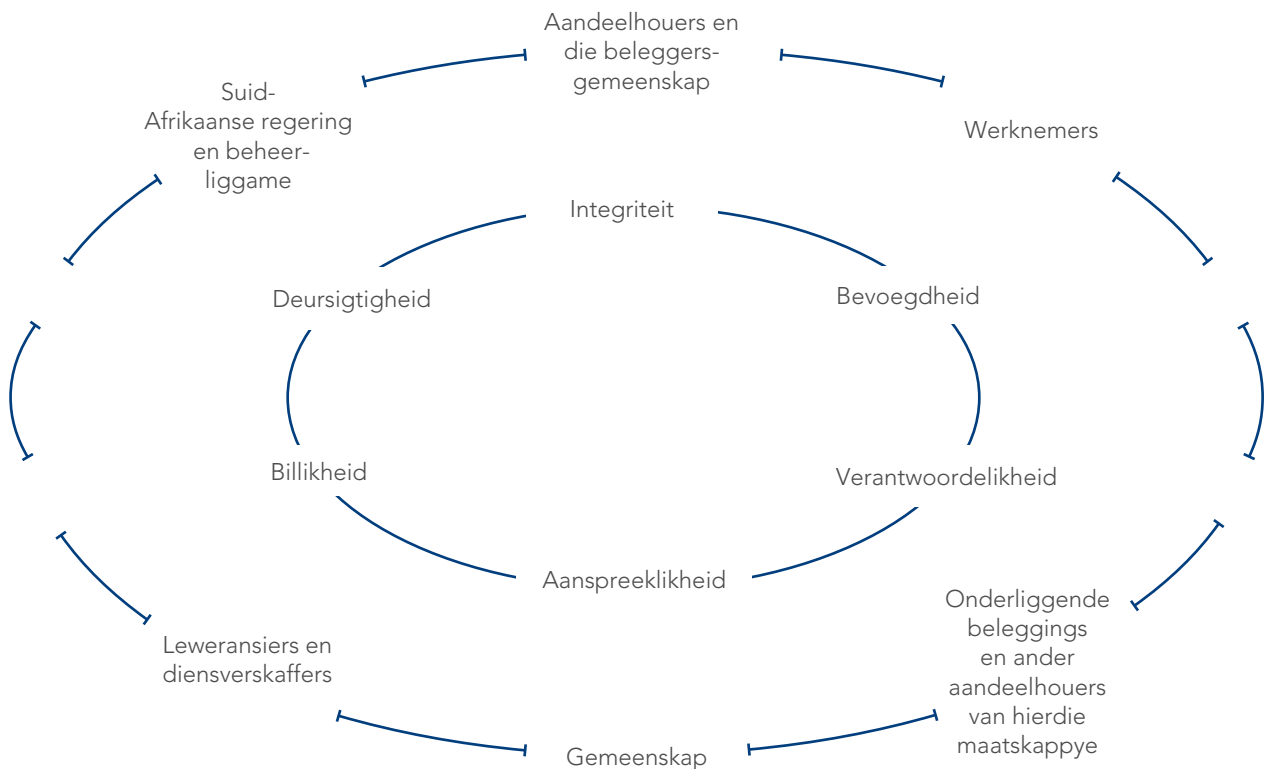 Aandeelhouers en
die beleggers-
gemeenskap
Suid-
Afrikaanse regering
en beheer-
liggame
Werknemers
Integriteit
Deursigtigheid
Bevoegdheid
Billikheid
Verantwoordelikheid
Aanspreeklikheid
Onderliggende
beleggings
en ander
aandeelhouers
van hierdie
maatskappye
Leweransiers en
diensverskaffers
Gemeenskap